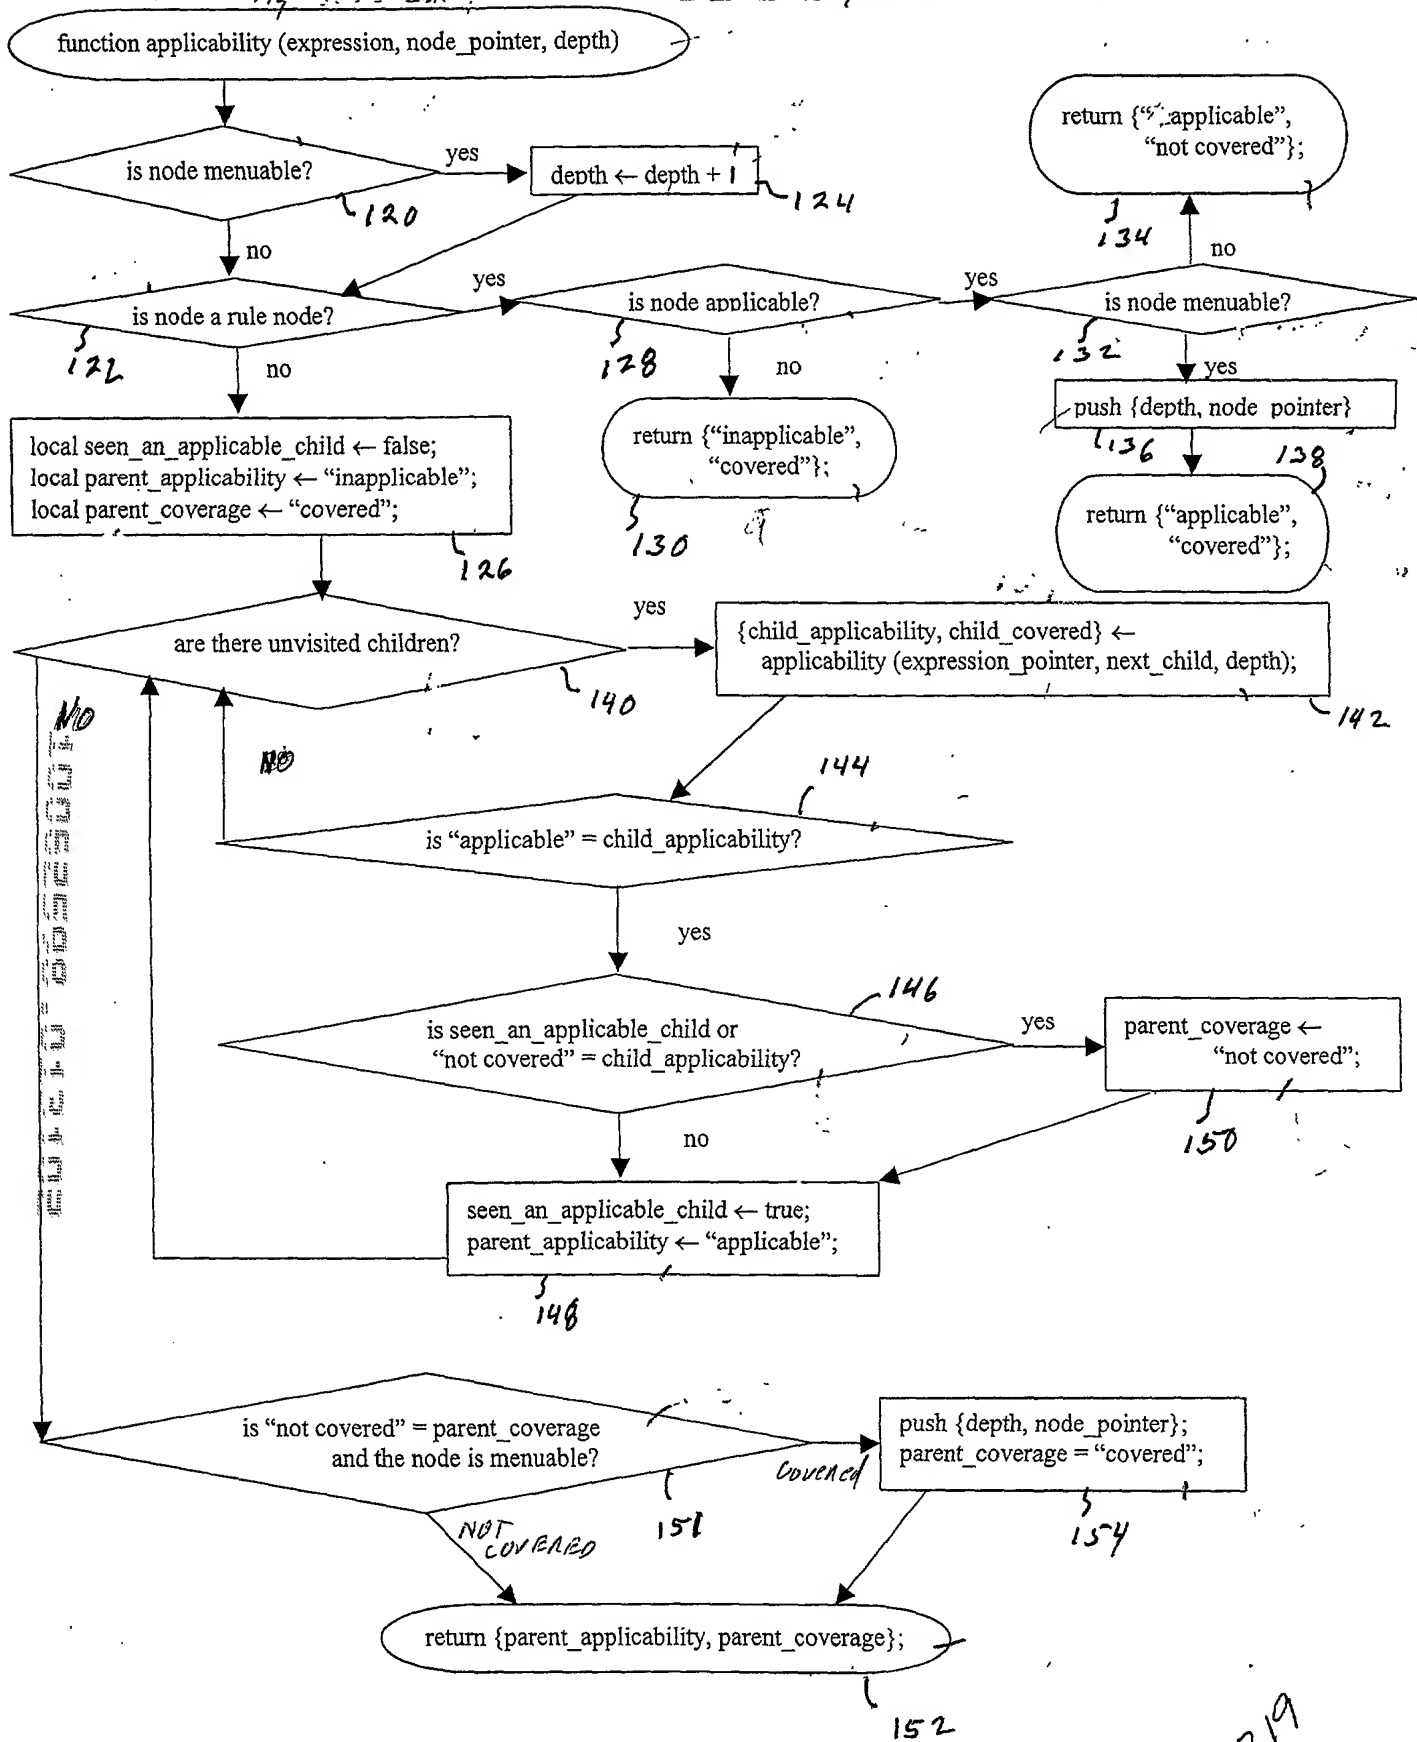 function applicability (expression, node_pointer, depth)
is node menuable?
yes
depth ← depth + 1
124
120
no
return {"applicable",
"not covered"};
134
no
is node a rule node?
122
yes
is node applicable?
128
yes
is node menuable?
132
no
no
yes
push {depth, node pointer}
136
138
local seen_an_applicable_child ← false;
local parent_applicability ← "inapplicable";
local parent_coverage ← "covered";
126
return {"inapplicable",
"covered"};
130
return {"applicable",
"covered"};
are there unvisited children?
140
yes
{child_applicability, child_covered} ←
applicability (expression_pointer, next_child, depth);
142
NO
NO
144
is "applicable" = child_applicability?
yes
146
is seen_an_applicable_child or
"not covered" = child_applicability?
yes
parent_coverage ←
"not covered";
150
no
seen_an_applicable_child ← true;
parent_applicability ← "applicable";
148
is "not covered" = parent_coverage
and the node is menuable?
151
covered
push {depth, node_pointer};
parent_coverage = "covered";
154
NOT
COVERED
return {parent_applicability, parent_coverage};
152